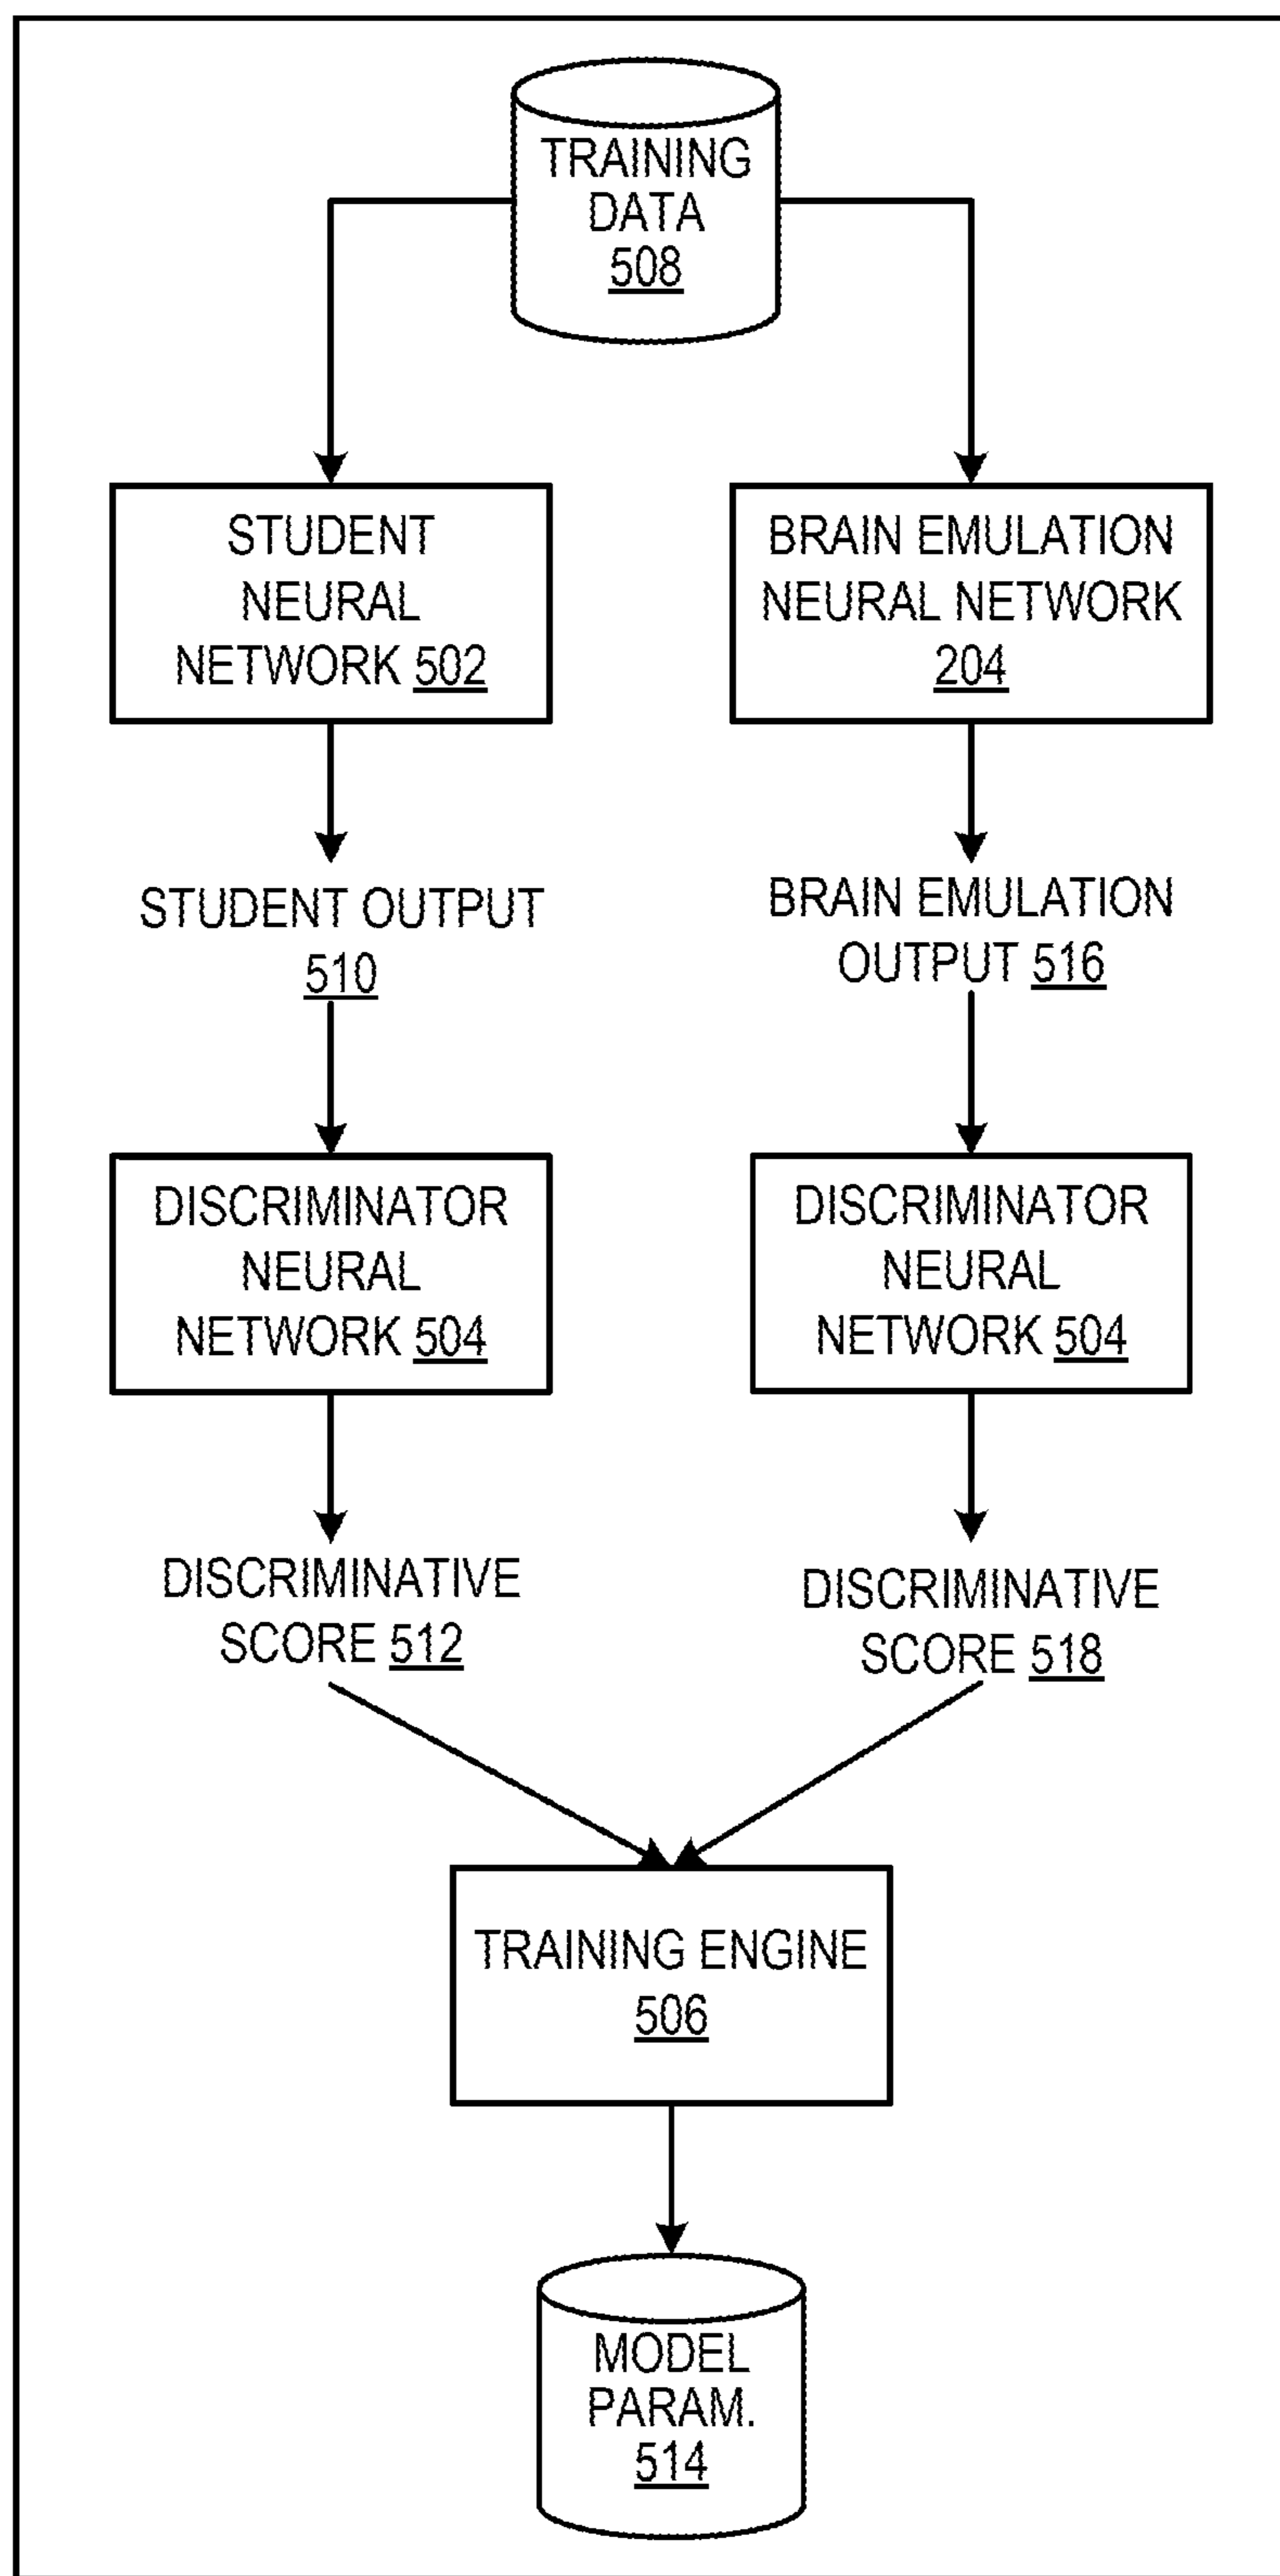 TRAINING
DATA
508
STUDENT
NEURAL
NETWORK 502
BRAIN EMULATION
NEURAL NETWORK
204
STUDENT OUTPUT
510
BRAIN EMULATION
OUTPUT 516
DISCRIMINATOR
NEURAL
NETWORK 504
DISCRIMINATOR
NEURAL
NETWORK 504
DISCRIMINATIVE
SCORE 512
DISCRIMINATIVE
SCORE 518
TRAINING ENGINE
506
MODEL
PARAM.
514